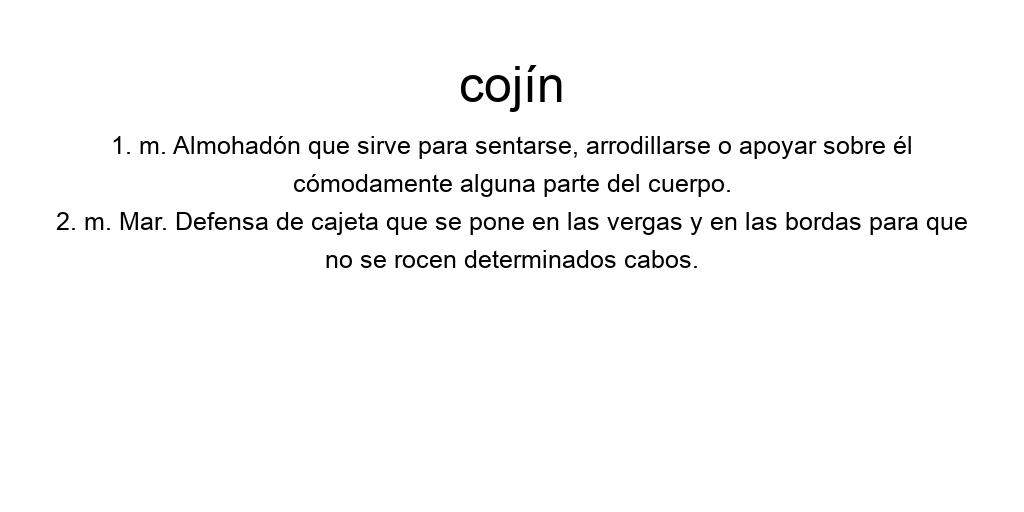 cojín
1. m. Almohadón que sirve para sentarse, arrodillarse o apoyar sobre él
cómodamente alguna parte del cuerpo.
2. m. Mar. Defensa de cajeta que se pone en las vergas y en las bordas para que
no se rocen determinados cabos.